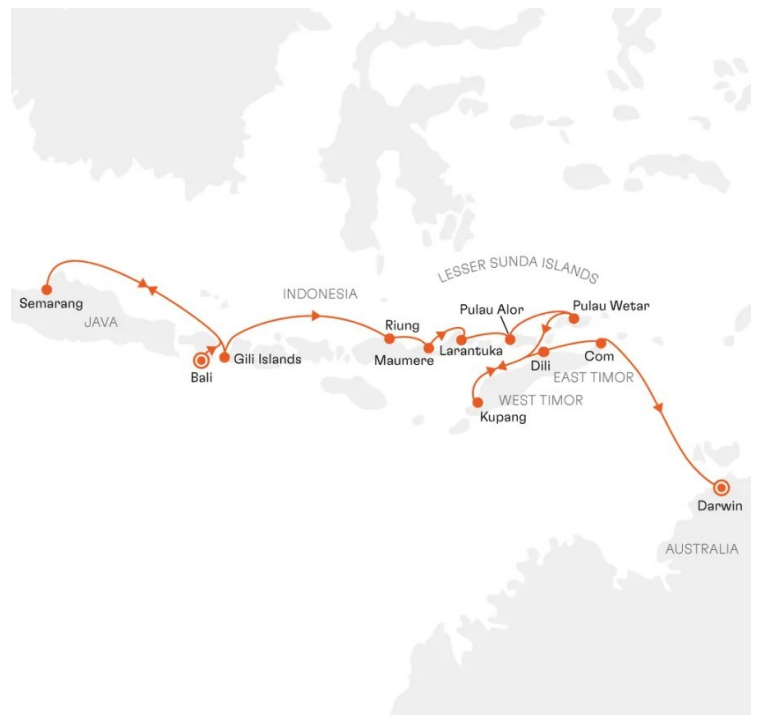 LESSER SUNDA ISLANDS
INDONESIA
Semarang
JAVA
Pulau Alor
Pulau Wetar
Riung
Gili Islands
Bali
Maumere
Larantuka
Dili
Com
EAST TIMOR
WEST TIMOR
Kupang
Darwin
AUSTRALIA